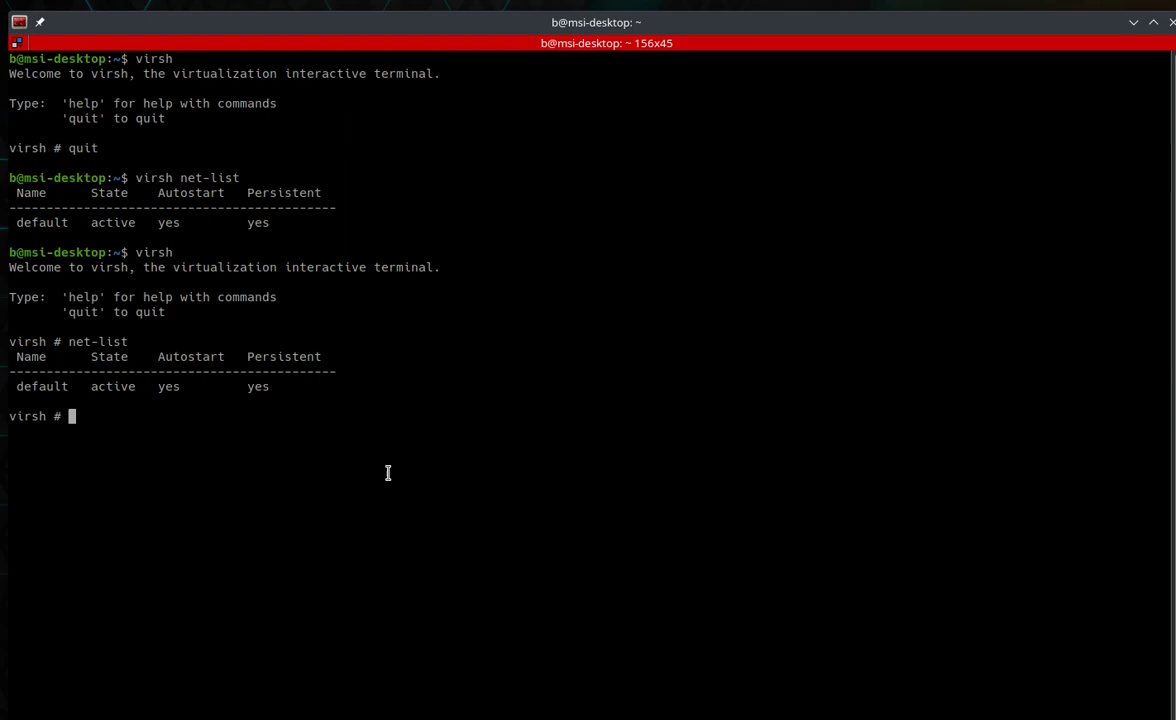 b@msi-desktop: ~
b@msi-desktop: ~ 156x45
b@msi-desktop:~$ virsh
Welcome to virsh, the virtualization interactive terminal.

Type:  'help' for help with commands
       'quit' to quit

virsh # quit

b@msi-desktop:~$ virsh net-list
 Name      State    Autostart   Persistent
--------------------------------------------
 default   active   yes         yes

b@msi-desktop:~$ virsh
Welcome to virsh, the virtualization interactive terminal.

Type:  'help' for help with commands
       'quit' to quit

virsh # net-list
 Name      State    Autostart   Persistent
--------------------------------------------
 default   active   yes         yes

virsh #